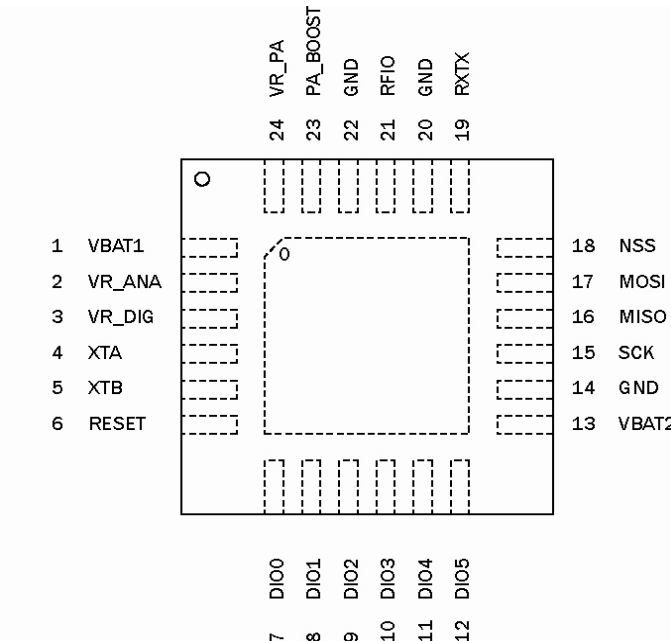 VR_PA
PA_BOOST
GND
RFIO
GND
RXTX
24
23
22
21
20
19
1 VBAT1
2 VR_ANA
3 VR_DIG
4 XTA
5 XTB
6 RESET
0
18 NSS
17 MOSI
16 MISO
15 SCK
14 GND
13 VBAT2
DIO0
DIO1
DIO2
DIO3
DIO4
DIO5
7
8
9
10
11
12